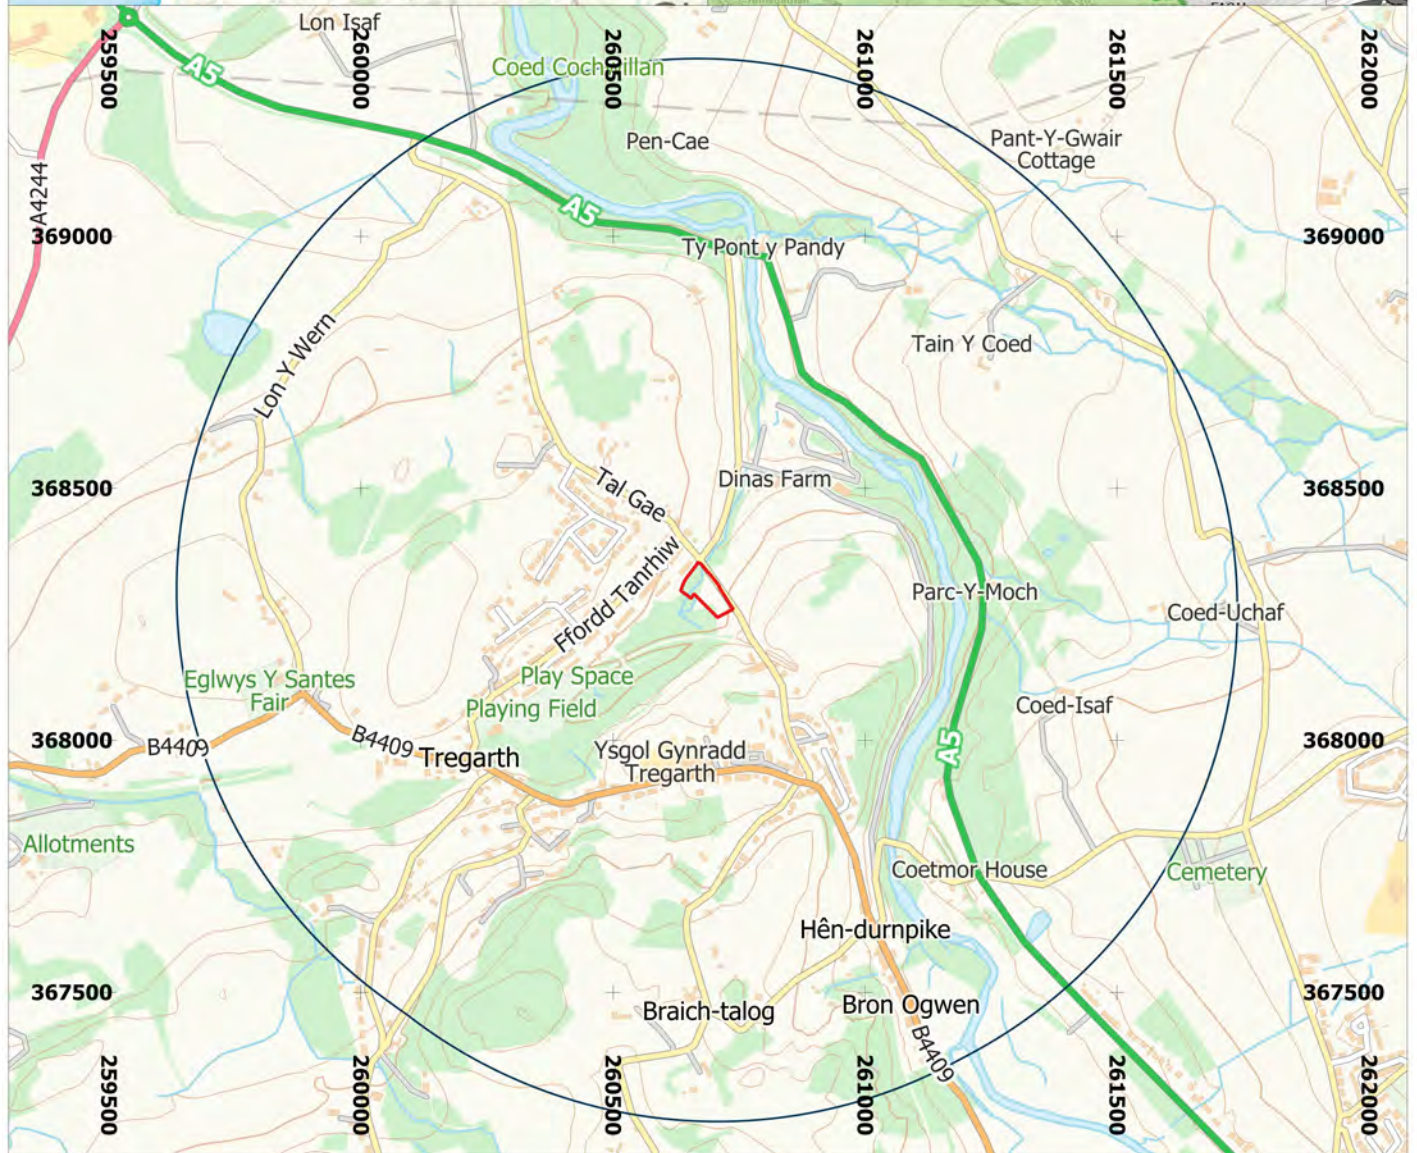 Lon Isaf
259500
260000
260500
261000
261500
262000
A5
Pen-Cae
Pant-Y-Gwair
Cottage
A4244
A5
369000
Ty Pont y Pandy
369000
Tain Y Coed
Lon Y Wern
368500
Tal Gae
Dinas Farm
368500
Ffordd Tanrhiw
Parc-Y-Moch
Coed-Uchaf
Eglwys Y Santes
Fair
Play Space
Playing Field
Coed-Isaf
368000
B4409
B4409
Tregarth
Ysgol Gynradd
Tregarth
A5
368000
Allotments
Coetmor House
Cemetery
Hên-durnpike
367500
Braich-talog
Bron Ogwen
367500
B4409
259500
260000
260500
261000
261500
262000